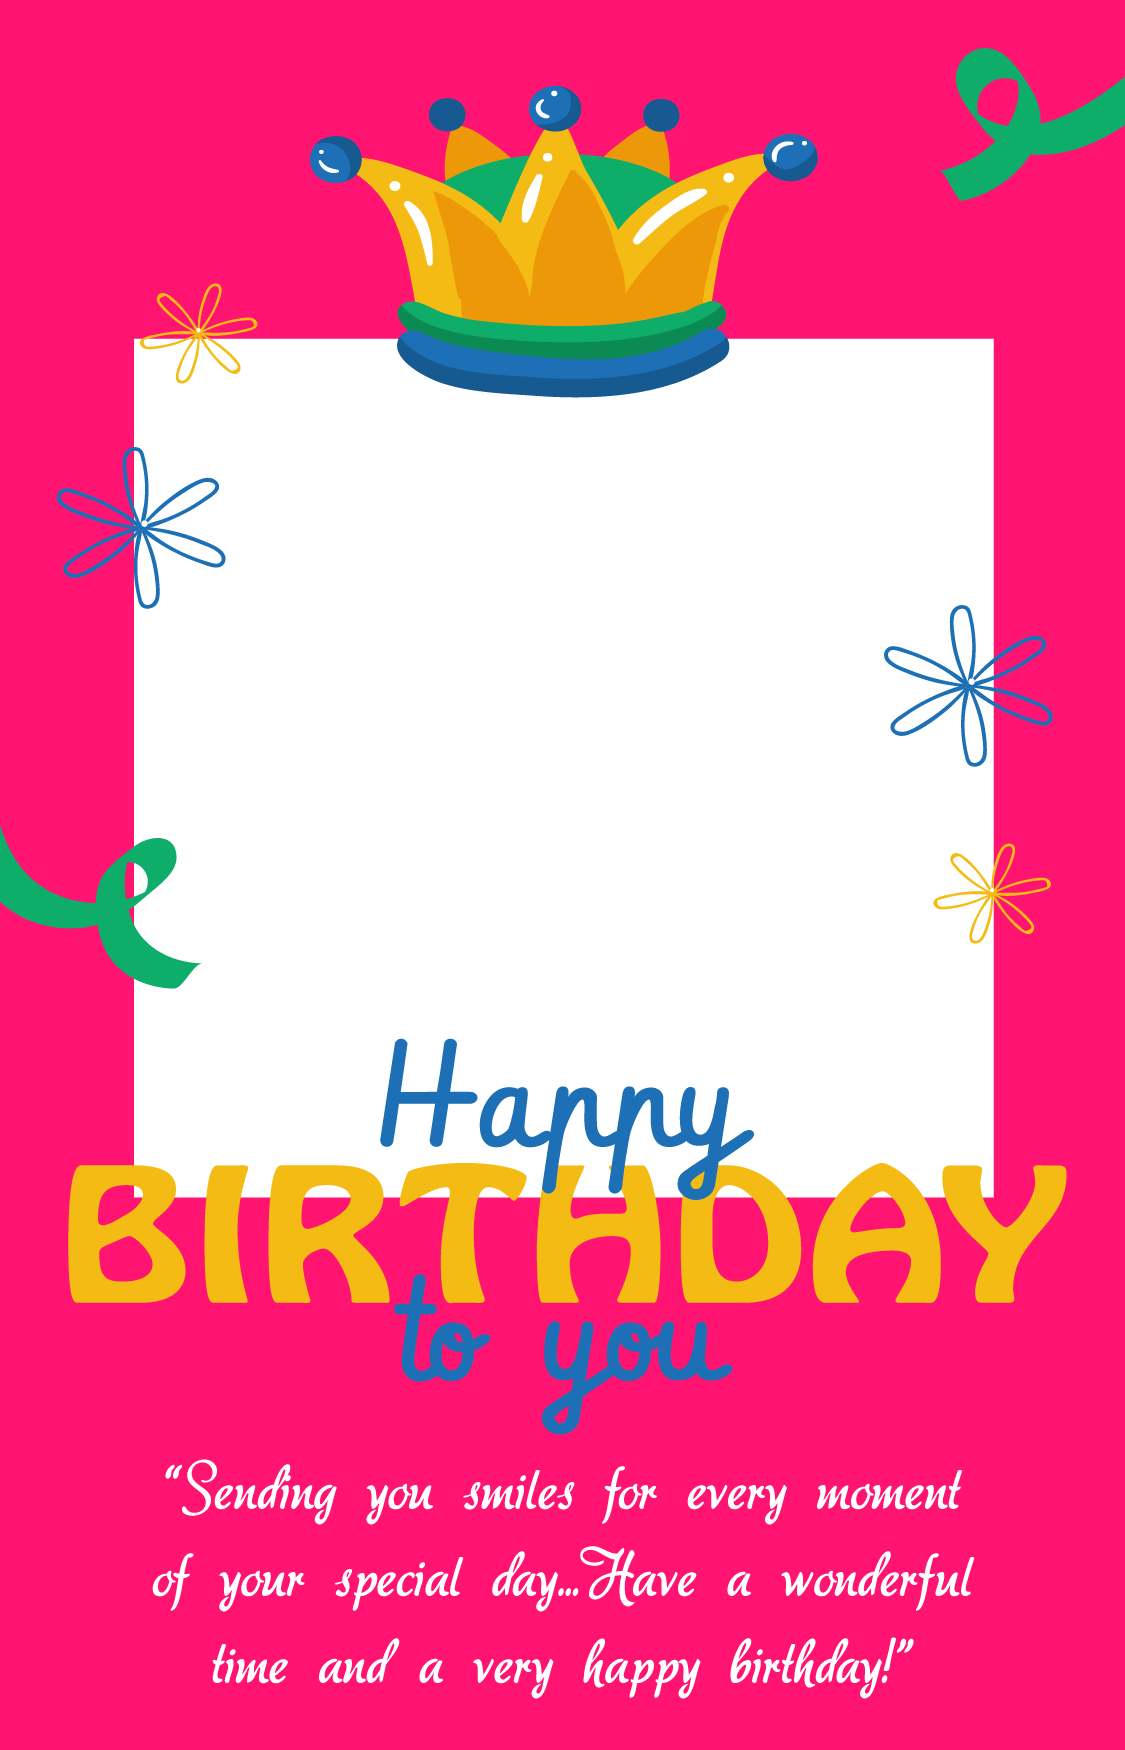 Happy
BIRTHDAY
to you
“Sending you smiles for every moment
of your special day...Have a wonderful
time and a very happy birthday!”